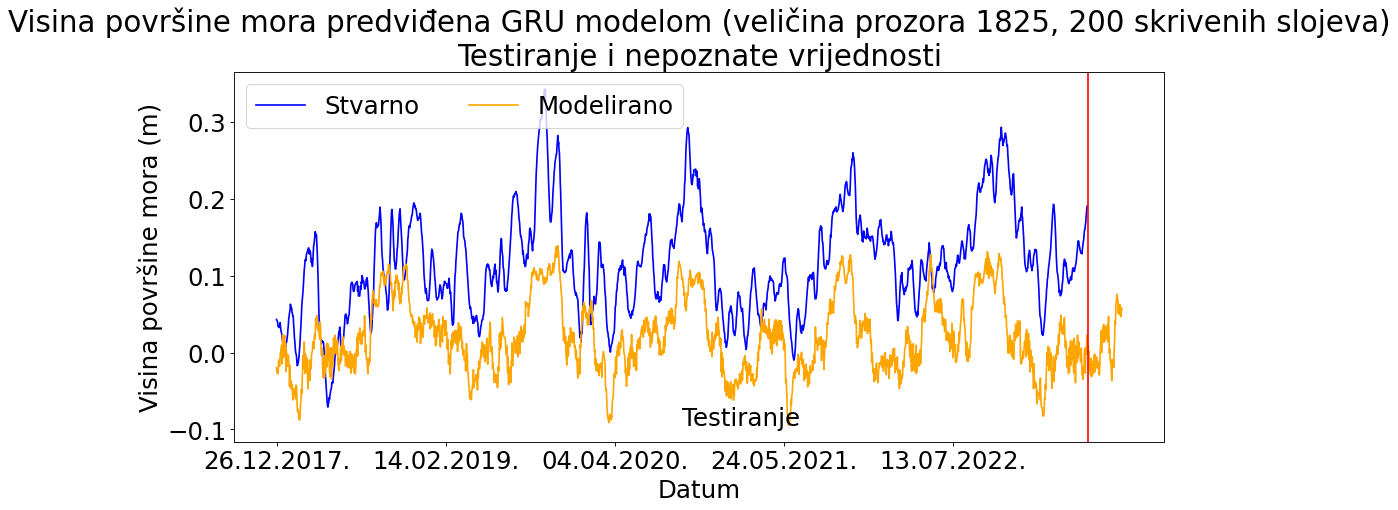 Visina površine mora predviđena GRU modelom (veličina prozora 1825, 200 skrivenih slojeva)
Testiranje i nepoznate vrijednosti
Stvarno
Modelirano
Visina površine mora (m)
0.3
0.2
0.1
0.0
−0.1
Testiranje
26.12.2017.
14.02.2019.
04.04.2020.
24.05.2021.
13.07.2022.
Datum